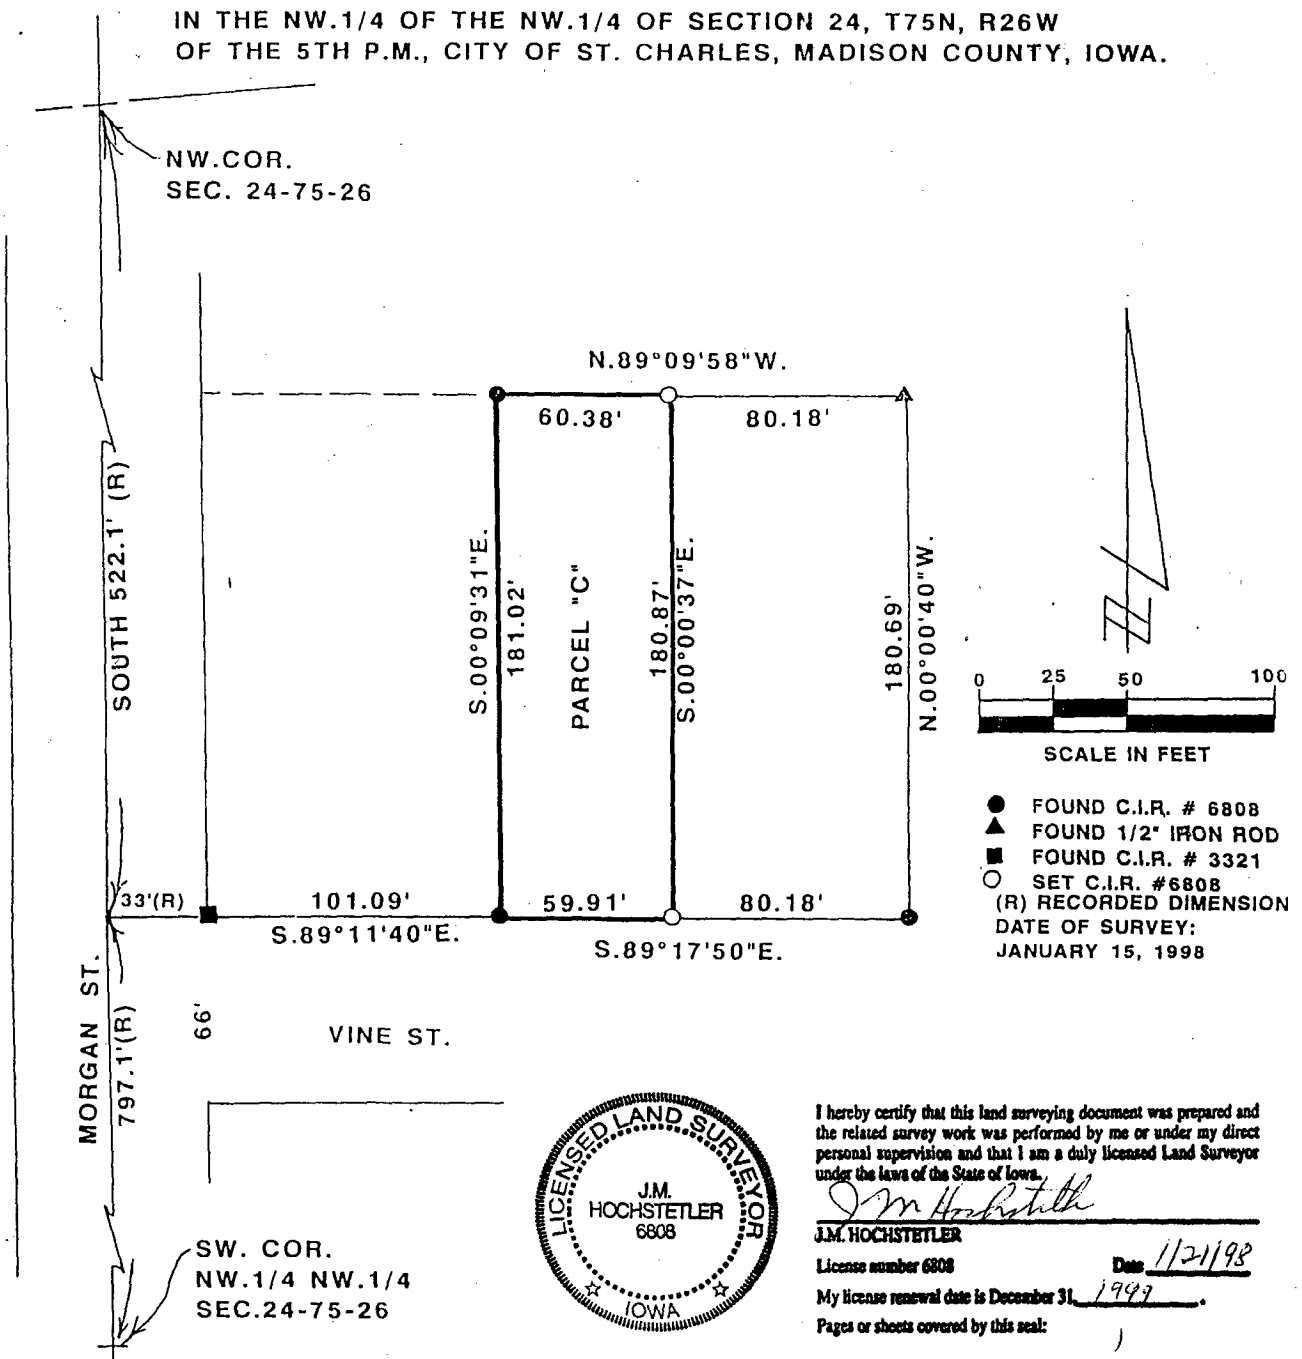 IN THE NW.1/4 OF THE NW.1/4 OF SECTION 24, T75N, R26W
OF THE 5TH P.M., CITY OF ST. CHARLES, MADISON COUNTY, IOWA.
NW.COR.
SEC. 24-75-26
N.89°09'58"W.
60.38'
80.18'
SOUTH 522.1' (R)
S.00°09'31"E.
181.02'
PARCEL "C"
180.87'
S.00°00'37"E.
180.69'
N.00°00'40"W.
N
0 25 50 100
SCALE IN FEET
FOUND C.I.R. # 6808
FOUND 1/2" IRON ROD
FOUND C.I.R. # 3321
SET C.I.R. #6808
(R) RECORDED DIMENSION
DATE OF SURVEY:
JANUARY 15, 1998
33'(R)
101.09'
59.91'
80.18'
S.89°11'40"E.
S.89°17'50"E.
MORGAN ST.
797.1'(R)
66'
VINE ST.
SW. COR.
NW.1/4 NW.1/4
SEC.24-75-26
LICENSED LAND SURVEYOR
J.M.
HOCHSTETLER
6808
IOWA
I hereby certify that this land surveying document was prepared and
the related survey work was performed by me or under my direct
personal supervision and that I am a duly licensed Land Surveyor
under the laws of the State of Iowa.
J M Hochstetler
J.M. HOCHSTETLER
License number 6808
Date 1/21/98
My license renewal date is December 31, 1999.
Pages or sheets covered by this seal:
1